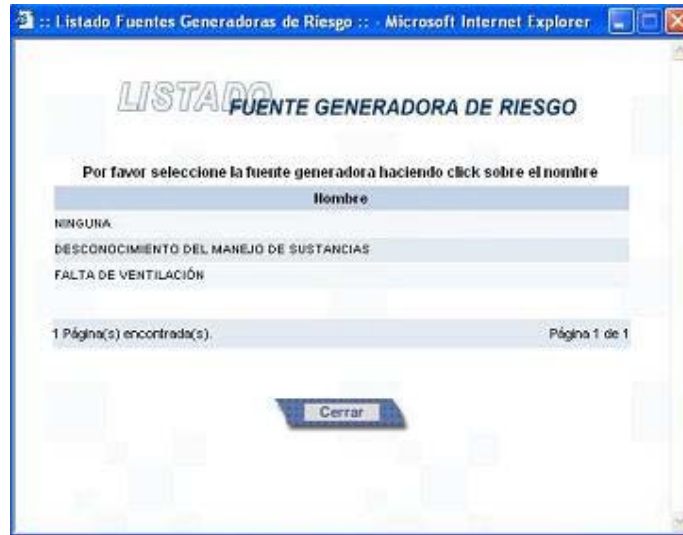 :: Listado Fuentes Generadoras de Riesgo :: - Microsoft Internet Explorer
LISTADO FUENTE GENERADORA DE RIESGO
Por favor seleccione la fuente generadora haciendo click sobre el nombre
Nombre
NINGUNA
DESCONOCIMIENTO DEL MANEJO DE SUSTANCIAS
FALTA DE VENTILACIÓN
1 Página(s) encontrada(s). Página 1 de 1
Cerrar